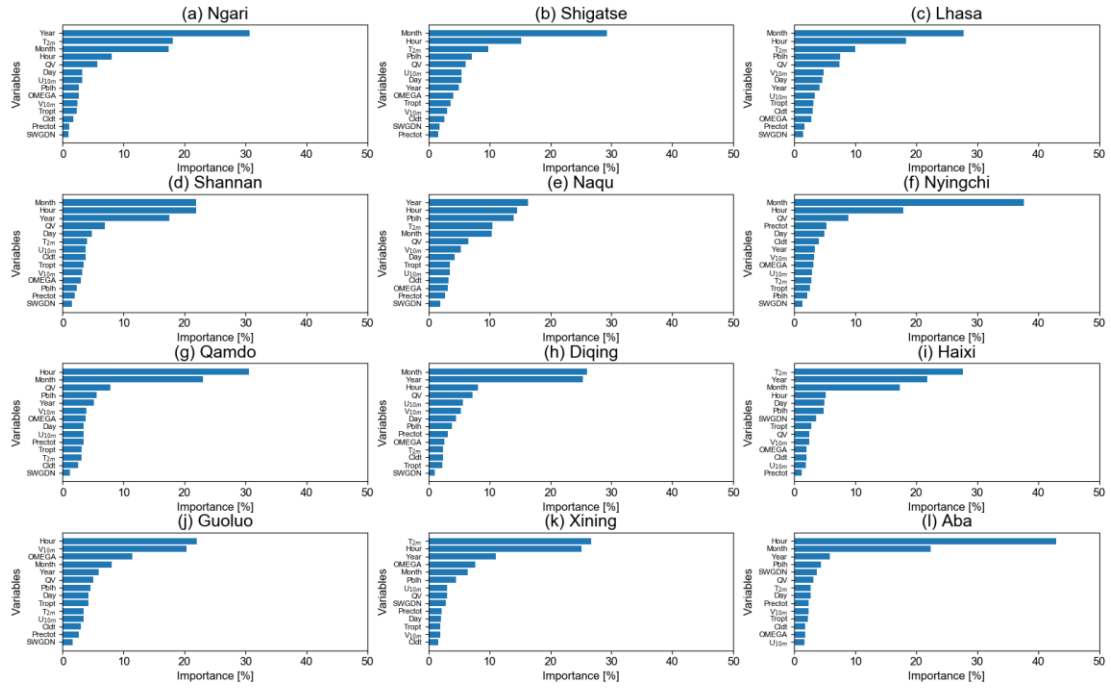 (a) Ngari
Variables
Year
T2m
Month
Hour
QV
Day
U10m
Pblh
OMEGA
V10m
Tropt
Cldt
Prectot
SWGDN
0 10 20 30 40 50
Importance [%]
(b) Shigatse
Variables
Month
Hour
T2m
Pblh
QV
U10m
Day
Year
OMEGA
Tropt
V10m
Cldt
SWGDN
Prectot
0 10 20 30 40 50
Importance [%]
(c) Lhasa
Variables
Month
Hour
T2m
Pblh
QV
V10m
Day
Year
U10m
Tropt
Cldt
OMEGA
Prectot
SWGDN
0 10 20 30 40 50
Importance [%]
(d) Shannan
Variables
Month
Hour
Year
QV
Day
T2m
U10m
Cldt
Tropt
V10m
OMEGA
Pblh
Prectot
SWGDN
0 10 20 30 40 50
Importance [%]
(e) Naqu
Variables
Year
Hour
Pblh
T2m
Month
QV
V10m
Day
Tropt
U10m
Cldt
OMEGA
Prectot
SWGDN
0 10 20 30 40 50
Importance [%]
(f) Nyingchi
Variables
Month
Hour
QV
Prectot
Day
Cldt
Year
V10m
OMEGA
U10m
T2m
Tropt
Pblh
SWGDN
0 10 20 30 40 50
Importance [%]
(g) Qamdo
Variables
Hour
Month
QV
Pblh
Year
V10m
OMEGA
Day
U10m
Prectot
Tropt
T2m
Cldt
SWGDN
0 10 20 30 40 50
Importance [%]
(h) Diqing
Variables
Month
Year
Hour
QV
U10m
V10m
Day
Pblh
Prectot
OMEGA
T2m
Cldt
Tropt
SWGDN
0 10 20 30 40 50
Importance [%]
(i) Haixi
Variables
T2m
Year
Month
Hour
Day
Pblh
SWGDN
Tropt
QV
V10m
OMEGA
Cldt
U10m
Prectot
0 10 20 30 40 50
Importance [%]
(j) Guoluo
Variables
Hour
V10m
OMEGA
Month
Year
QV
Pblh
Day
Tropt
T2m
U10m
Cldt
Prectot
SWGDN
0 10 20 30 40 50
Importance [%]
(k) Xining
Variables
T2m
Hour
Year
OMEGA
Month
Pblh
U10m
QV
SWGDN
Prectot
Day
Tropt
V10m
Cldt
0 10 20 30 40 50
Importance [%]
(l) Aba
Variables
Hour
Month
Year
Pblh
SWGDN
QV
T2m
Day
Prectot
V10m
Tropt
Cldt
OMEGA
U10m
0 10 20 30 40 50
Importance [%]